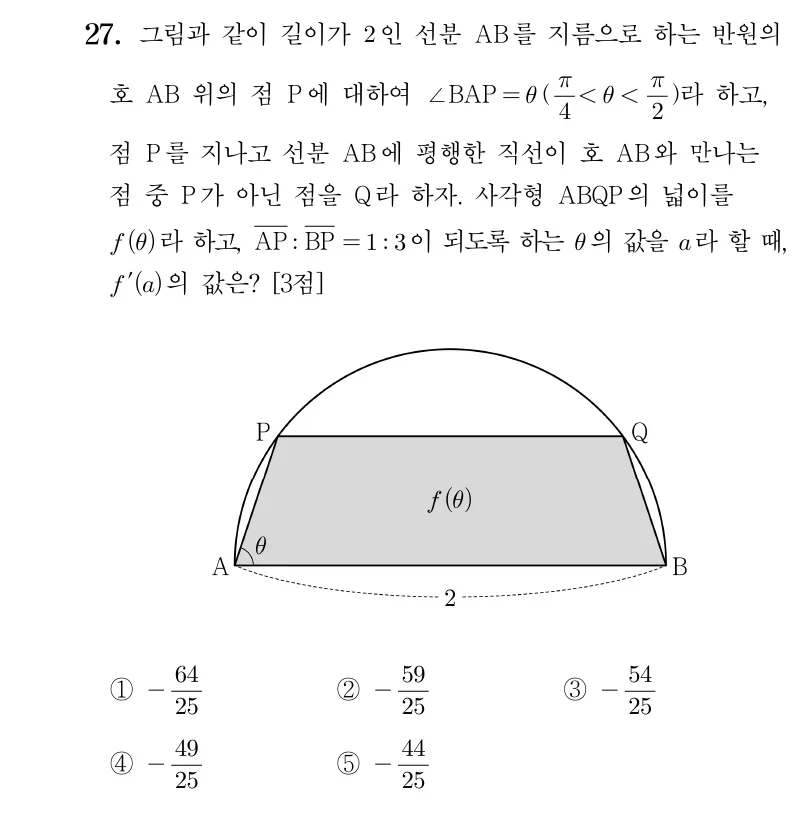 27. 그림과 같이 길이가 2인 선분 AB를 지름으로 하는 반원의
호 AB 위의 점 P에 대하여 ∠BAP=θ(π/4<θ<π/2)라 하고,
점 P를 지나고 선분 AB에 평행한 직선이 호 AB와 만나는
점 중 P가 아닌 점을 Q라 하자. 사각형 ABQP의 넓이를
f(θ)라 하고, A̅P̅:B̅P̅=1:3이 되도록 하는 θ의 값을 a라 할 때,
f′(a)의 값은? [3점]
P Q
f(θ)
θ
A B
2
① −64/25 ② −59/25 ③ −54/25
④ −49/25 ⑤ −44/25